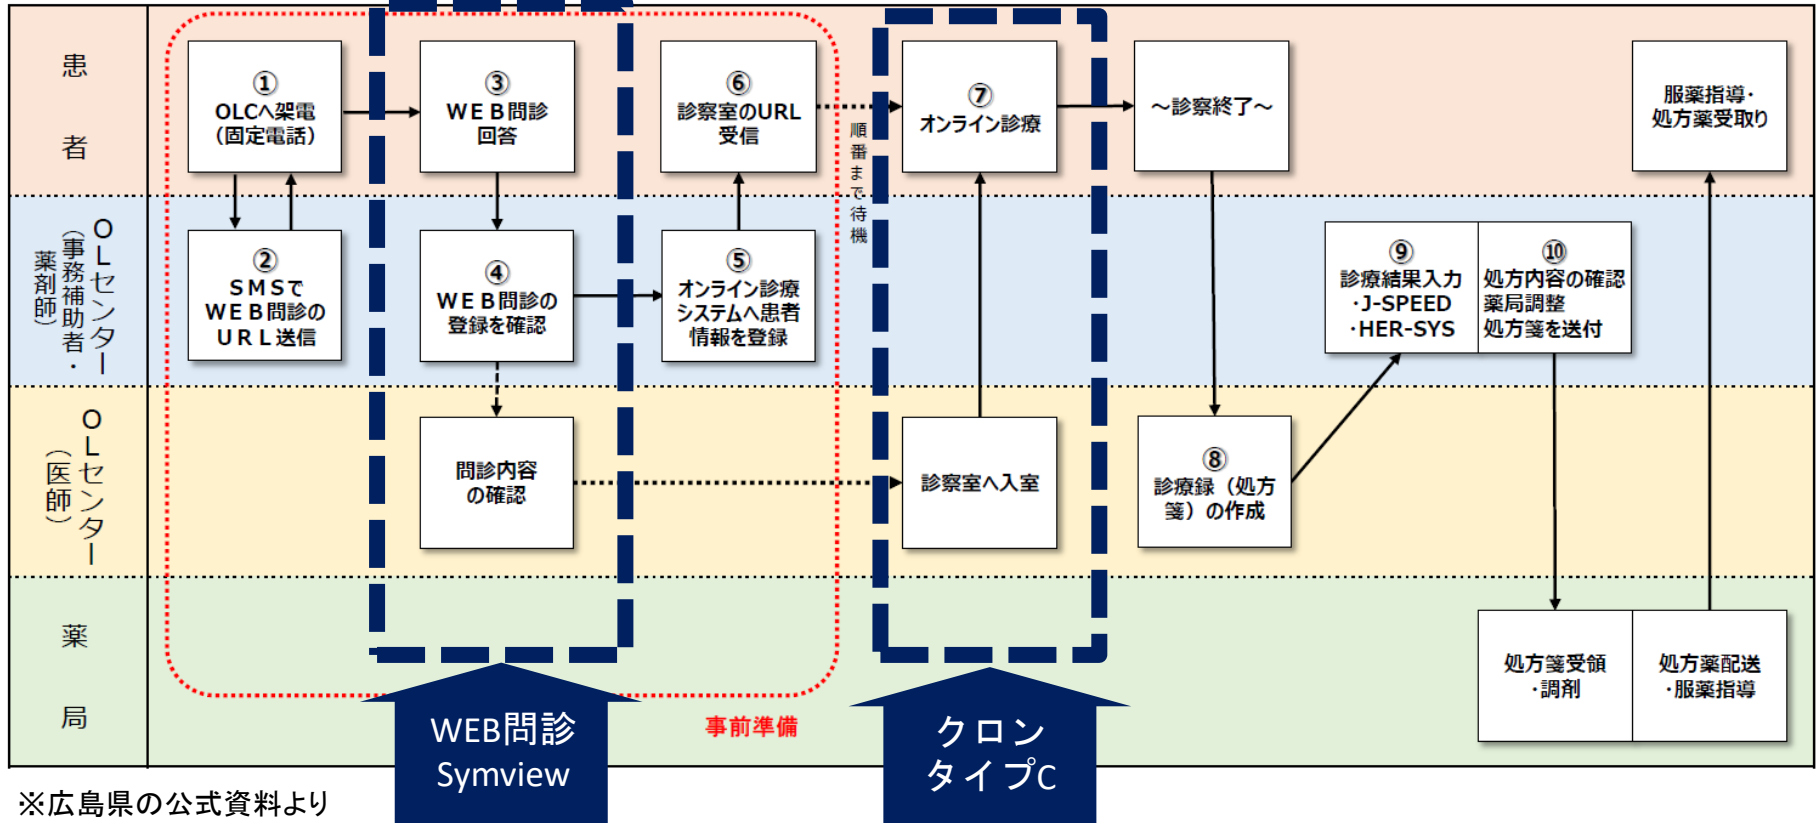 患者
①
OLCへ架電
（固定電話）
③
ＷＥＢ問診
回答
⑥
診察室のURL
受信
順番まで待機
⑦
オンライン診療
～診察終了～
服薬指導・
処方薬受取り
ＯＬセンター
（事務補助者・
薬剤師）
②
ＳＭＳで
ＷＥＢ問診の
ＵＲＬ送信
④
ＷＥＢ問診の
登録を確認
⑤
オンライン診療
システムへ患者
情報を登録
⑨
診療結果入力
・J-SPEED
・HER-SYS
⑩
処方内容の確認
薬局調整
処方箋を送付
ＯＬセンター
（医師）
問診内容
の確認
診察室へ入室
⑧
診療録（処方
箋）の作成
薬局
処方箋受領
・調剤
処方薬配送
・服薬指導
事前準備
WEB問診
Symview
クロン
タイプC
※広島県の公式資料より